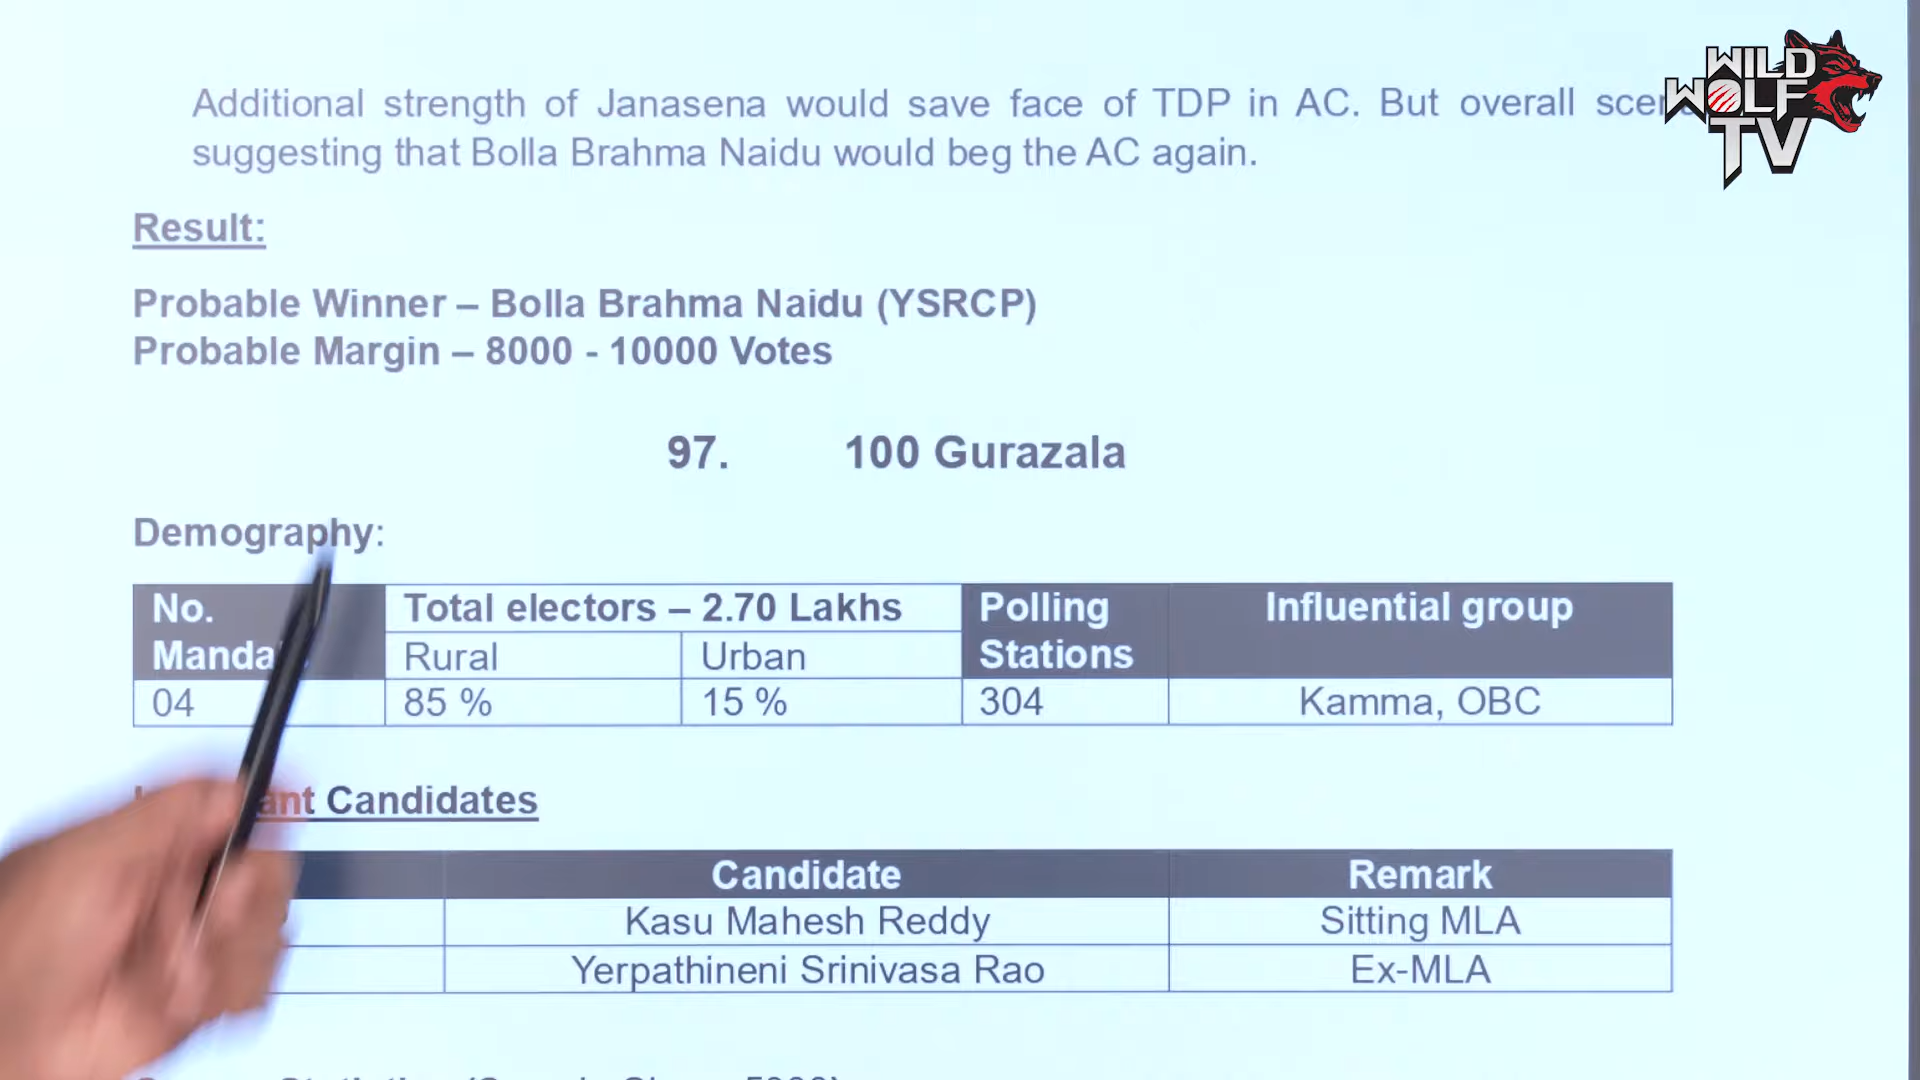 WILD
WOLF
TV
Additional strength of Janasena would save face of TDP in AC. But overall
suggesting that Bolla Brahma Naidu would beg the AC again.
Result:
Probable Winner – Bolla Brahma Naidu (YSRCP)
Probable Margin – 8000 - 10000 Votes
97. 100 Gurazala
Demography:
No. Total electors – 2.70 Lakhs Polling Influential group
Rural Urban Stations
04 85 % 15 % 304 Kamma, OBC
Candidates
Candidate Remark
Kasu Mahesh Reddy Sitting MLA
Yerpathineni Srinivasa Rao Ex-MLA